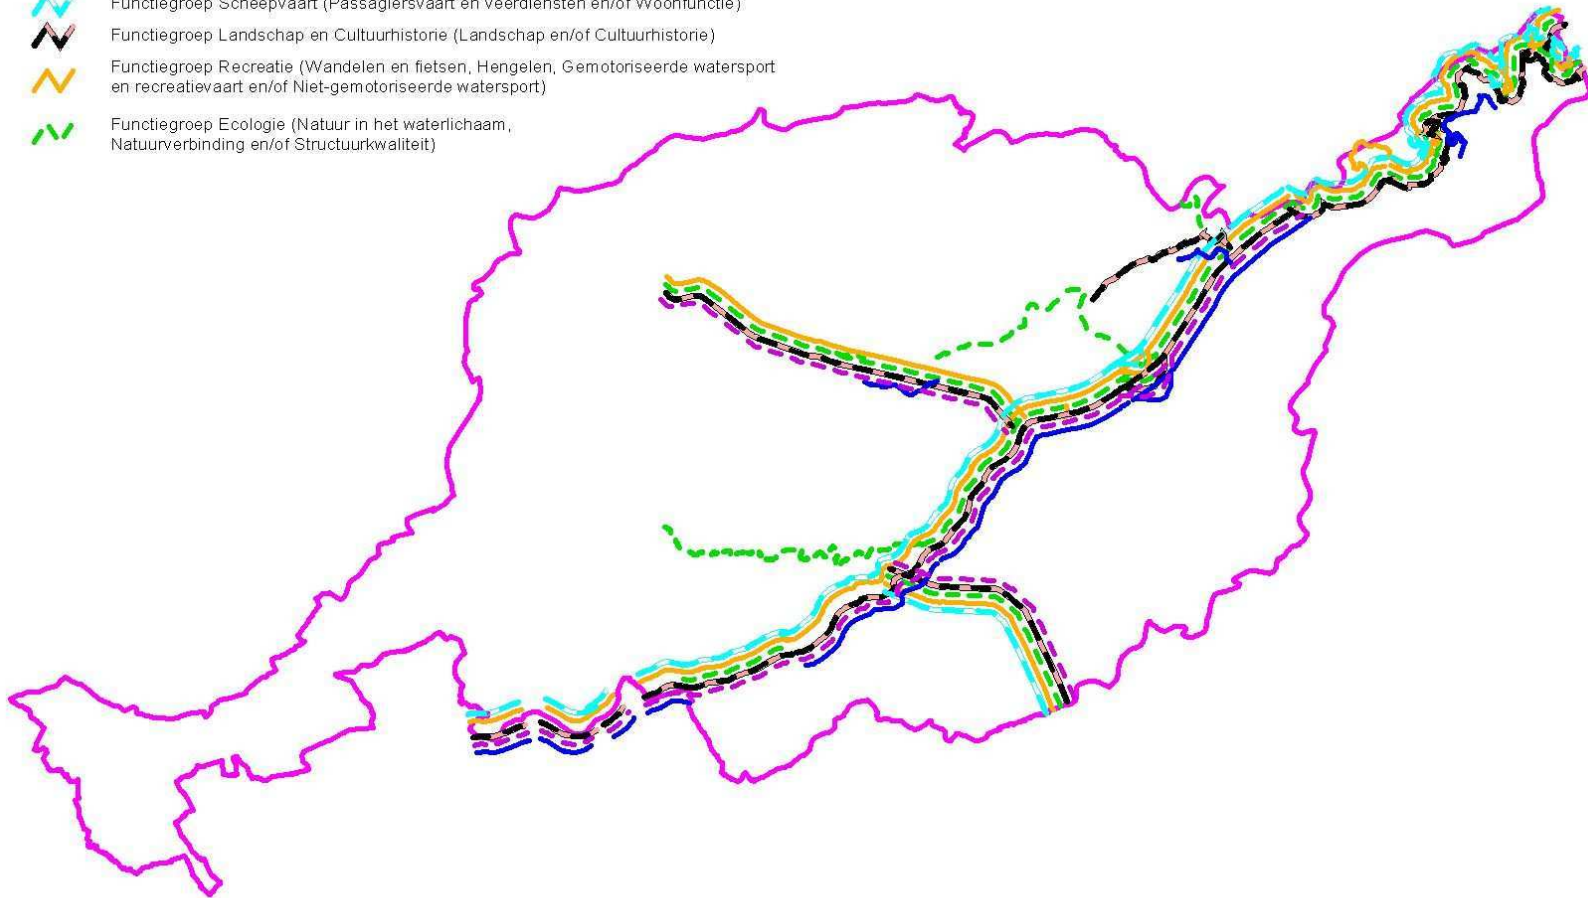 Functiegroep Scheepvaart (Passagiersvaart en veerdiensten en/of Woonfunctie)
Functiegroep Landschap en Cultuurhistorie (Landschap en/of Cultuurhistorie)
Functiegroep Recreatie (Wandelen en fietsen, Hengelen, Gemotoriseerde watersport
en recreatievaart en/of Niet-gemotoriseerde watersport)
Functiegroep Ecologie (Natuur in het waterlichaam,
Natuurverbinding en/of Structuurkwaliteit)